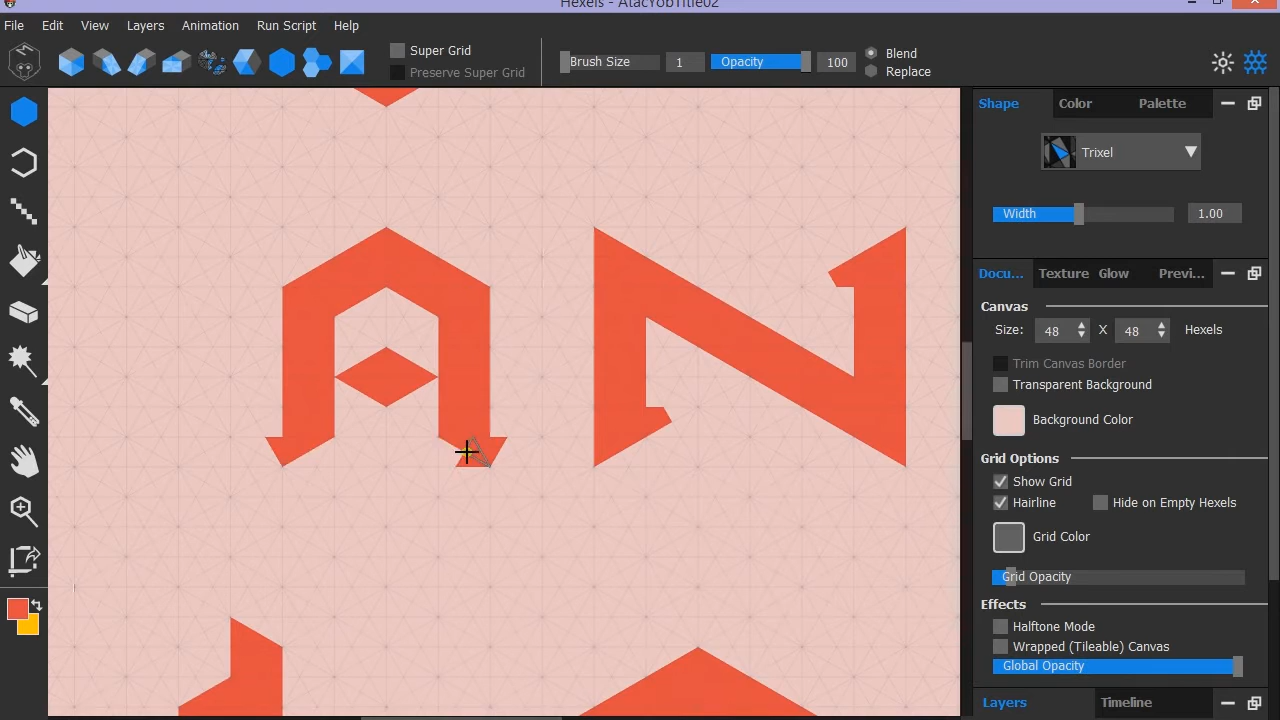 Hexels - AtacYobTitle02
File Edit View Layers Animation Run Script Help
Super Grid
Preserve Super Grid
Brush Size 1 Opacity 100
Blend
Replace
Shape Color Palette
Trixel
Width 1.00
Docu... Texture Glow Previ...
Canvas
Size: 48 X 48 Hexels
Trim Canvas Border
Transparent Background
Background Color
Grid Options
Show Grid
Hairline Hide on Empty Hexels
Grid Color
Grid Opacity
Effects
Halftone Mode
Wrapped (Tileable) Canvas
Global Opacity
Layers Timeline
A N